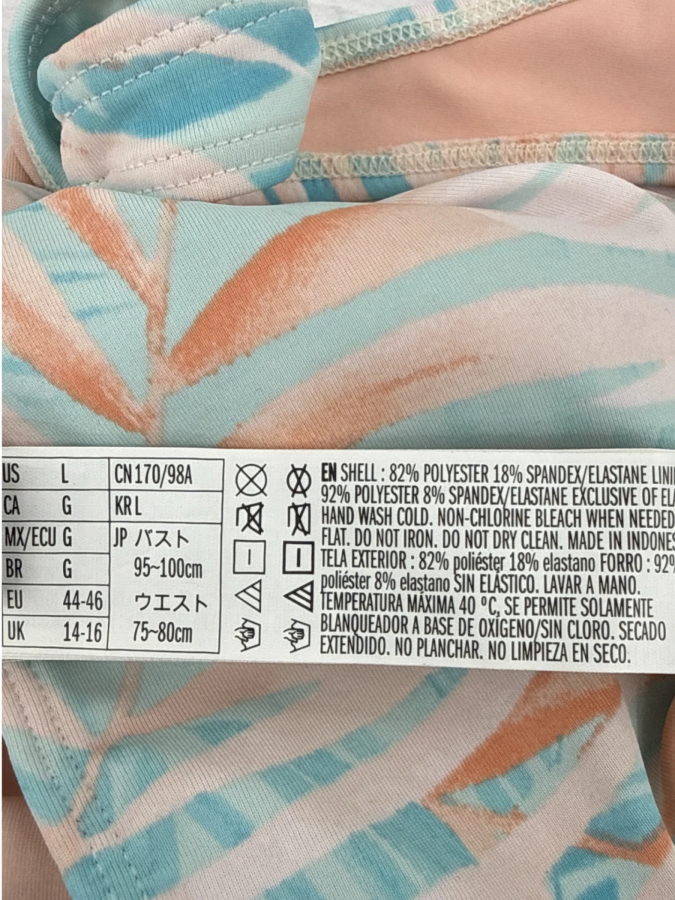 US L
CA G
MX/ECU G
BR G
EU 44-46
UK 14-16
CN 170/98A
KR L
JP バスト
95~100cm
ウエスト
75~80cm
EN SHELL : 82% POLYESTER 18% SPANDEX/ELASTANE
92% POLYESTER 8% SPANDEX/ELASTANE EXCLUSIVE OF
HAND WASH COLD. NON-CHLORINE BLEACH WHEN NEEDED
FLAT. DO NOT IRON. DO NOT DRY CLEAN. MADE IN
TELA EXTERIOR : 82% poliéster 18% elastano FORRO : 92%
poliéster 8% elastano SIN ELÁSTICO. LAVAR A MANO.
TEMPERATURA MÁXIMA 40 ºC, SE PERMITE SOLAMENTE
BLANQUEADOR A BASE DE OXÍGENO/SIN CLORO. SECADO
EXTENDIDO. NO PLANCHAR. NO LIMPIEZA EN SECO.